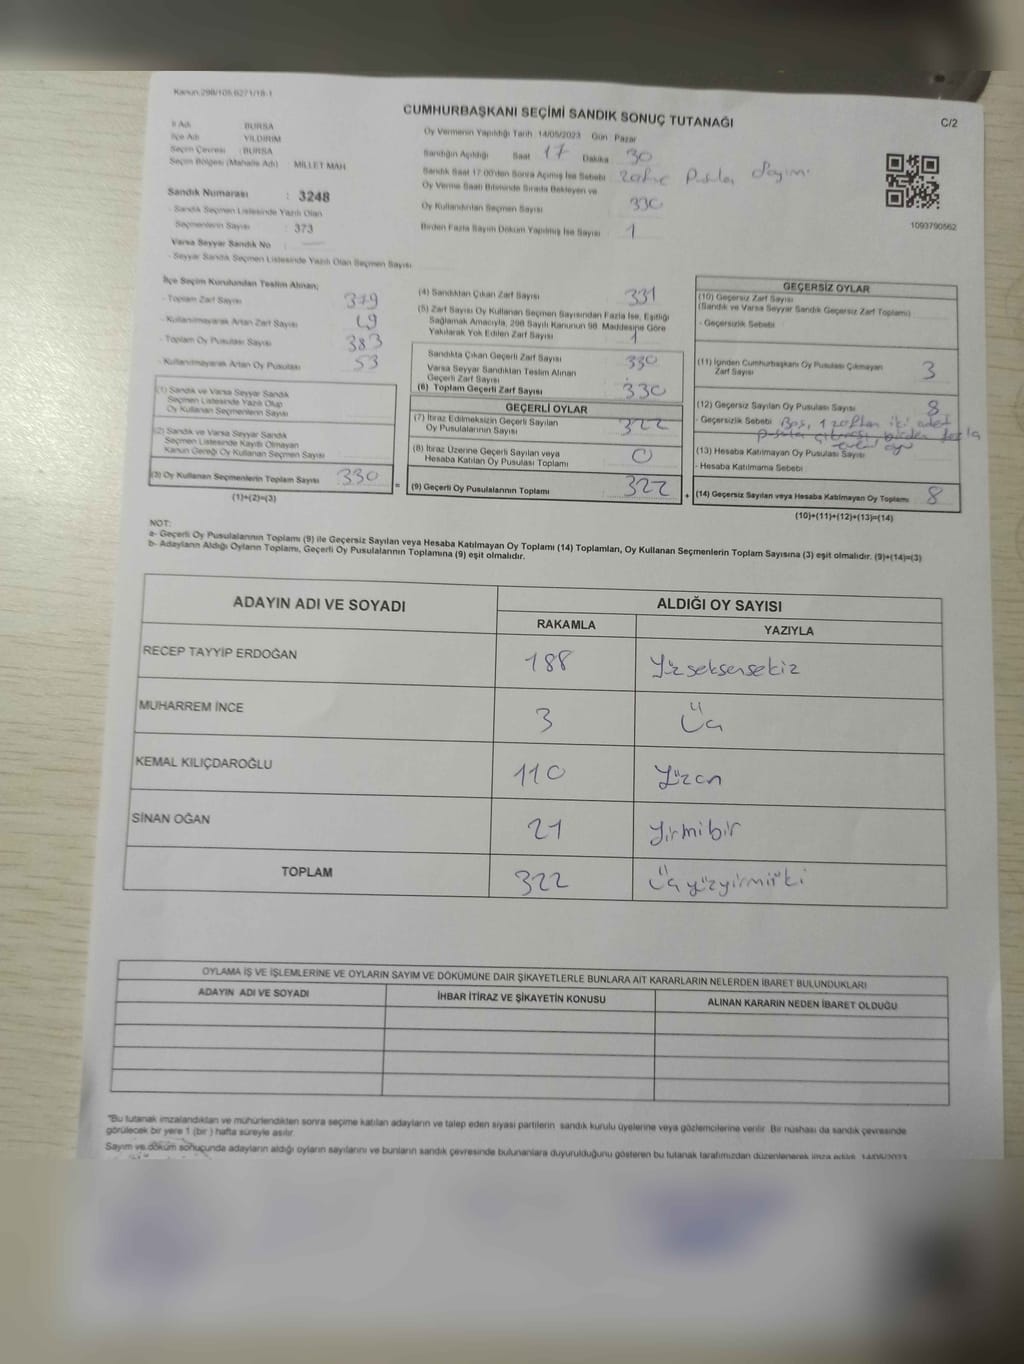 Kanun:298/105,6271/18-1
CUMHURBAŞKANI SEÇİMİ SANDIK SONUÇ TUTANAĞI
C/2
İl Adı : BURSA
İlçe Adı : YILDIRIM
Seçim Çevresi : BURSA
Seçim Bölgesi (Mahalle Adı) : MİLLET MAH
Sandık Numarası : 3248
- Sandık Seçmen Listesinde Yazılı Olan
Seçmenlerin Sayısı : 373
Varsa Seyyar Sandık No :
- Seyyar Sandık Seçmen Listesinde Yazılı Olan Seçmen Sayısı
Oy Vermenin Yapıldığı Tarih : 14/05/2023 Gün : Pazar
Sandığın Açıldığı Saat 17 Dakika 30
Sandık Saat 17:00'den Sonra Açılmış İse Sebebi Pusula Sayım
Oy Verme Saati Bitiminde Sırada Bekleyen ve
Oy Kullandırılan Seçmen Sayısı 330
Birden Fazla Sayım Döküm Yapılmış İse Sayısı 1
1093790562
İlçe Seçim Kurulundan Teslim Alınan;
- Toplam Zarf Sayısı 379
- Kullanılmayarak Artan Zarf Sayısı 49
- Toplam Oy Pusulası Sayısı 383
- Kullanılmayarak Artan Oy Pusulası 53
(1) Sandık ve Varsa Seyyar Sandık
Seçmen Listesinde Yazılı Olup
Oy Kullanan Seçmenlerin Sayısı
(2) Sandık ve Varsa Seyyar Sandık
Seçmen Listesinde Kayıtlı Olmayan
Kanun Gereği Oy Kullanan Seçmen Sayısı
(3) Oy Kullanan Seçmenlerin Toplam Sayısı 330
(1)+(2)=(3)
(4) Sandıktan Çıkan Zarf Sayısı 331
(5) Zarf Sayısı Oy Kullanan Seçmen Sayısından Fazla İse, Eşitliği
Sağlamak Amacıyla, 298 Sayılı Kanunun 98. Maddesine Göre
Yakılarak Yok Edilen Zarf Sayısı 1
Sandıkta Çıkan Geçerli Zarf Sayısı 330
Varsa Seyyar Sandıktan Teslim Alınan
Geçerli Zarf Sayısı
(6) Toplam Geçerli Zarf Sayısı 330
GEÇERLİ OYLAR
(7) İtiraz Edilmeksizin Geçerli Sayılan
Oy Pusulalarının Sayısı 322
(8) İtiraz Üzerine Geçerli Sayılan veya
Hesaba Katılan Oy Pusulası Toplamı 0
= (9) Geçerli Oy Pusulalarının Toplamı 322
GEÇERSİZ OYLAR
(10) Geçersiz Zarf Sayısı
(Sandık ve Varsa Seyyar Sandık Geçersiz Zarf Toplamı)
- Geçersizlik Sebebi
(11) İçinden Cumhurbaşkanı Oy Pusulası Çıkmayan
Zarf Sayısı 3
(12) Geçersiz Sayılan Oy Pusulası Sayısı 8
- Geçersizlik Sebebi Boş, 1 zarftan iki adet
pusula çıkması, birden fazla
(13) Hesaba Katılmayan Oy Pusulası Sayısı
- Hesaba Katılmama Sebebi
+ (14) Geçersiz Sayılan veya Hesaba Katılmayan Oy Toplamı 8
(10)+(11)+(12)+(13)=(14)
NOT:
a- Geçerli Oy Pusulalarının Toplamı (9) ile Geçersiz Sayılan veya Hesaba Katılmayan Oy Toplamı (14) Toplamları, Oy Kullanan Seçmenlerin Toplam Sayısına (3) eşit olmalıdır. (9)+(14)=(3)
b- Adayların Aldığı Oyların Toplamı, Geçerli Oy Pusulalarının Toplamına (9) eşit olmalıdır.
ADAYIN ADI VE SOYADI
ALDIĞI OY SAYISI
RAKAMLA YAZIYLA
RECEP TAYYİP ERDOĞAN 188 Yüzseksensekiz
MUHARREM İNCE 3 Üç
KEMAL KILIÇDAROĞLU 110 Yüzon
SİNAN OĞAN 21 Yirmibir
TOPLAM 322 Üçyüzyirmiiki
OYLAMA İŞ VE İŞLEMLERİNE VE OYLARIN SAYIM VE DÖKÜMÜNE DAİR ŞİKAYETLERLE BUNLARA AİT KARARLARIN NELERDEN İBARET BULUNDUKLARI
ADAYIN ADI VE SOYADI İHBAR İTİRAZ VE ŞİKAYETİN KONUSU ALINAN KARARIN NEDEN İBARET OLDUĞU
*Bu tutanak imzalandıktan ve mühürlendikten sonra seçime katılan adayların ve talep eden siyasi partilerin sandık kurulu üyelerine veya gözlemcilerine verilir. Bir nüshası da sandık çevresinde
görülecek bir yere 1 (bir ) hafta süreyle asılır.
Sayım ve döküm sonucunda adayların aldığı oyların sayılarını ve bunların sandık çevresinde bulunanlara duyurulduğunu gösteren bu tutanak tarafımızdan düzenlenerek imza edildi. 14/05/2023